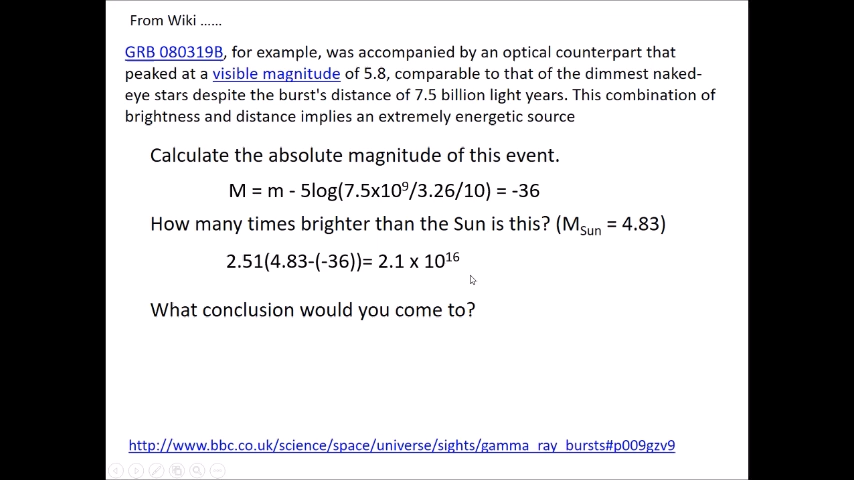 From Wiki ......
GRB 080319B, for example, was accompanied by an optical counterpart that
peaked at a visible magnitude of 5.8, comparable to that of the dimmest naked-
eye stars despite the burst's distance of 7.5 billion light years. This combination of
brightness and distance implies an extremely energetic source
Calculate the absolute magnitude of this event.
M = m - 5log(7.5x10⁹/3.26/10) = -36
How many times brighter than the Sun is this? (M_Sun = 4.83)
2.51(4.83-(-36))= 2.1 x 10¹⁶
What conclusion would you come to?
http://www.bbc.co.uk/science/space/universe/sights/gamma_ray_bursts#p009gzv9